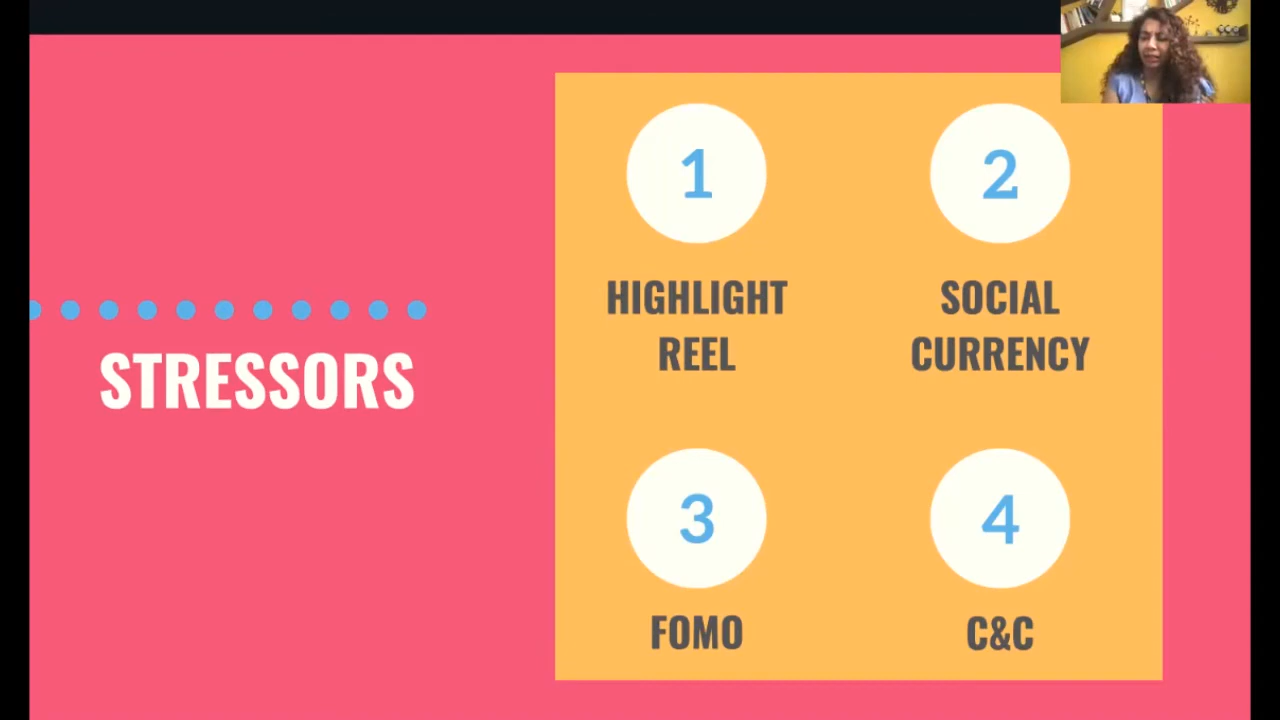 STRESSORS
1
HIGHLIGHT
REEL
2
SOCIAL
CURRENCY
3
FOMO
4
C&C